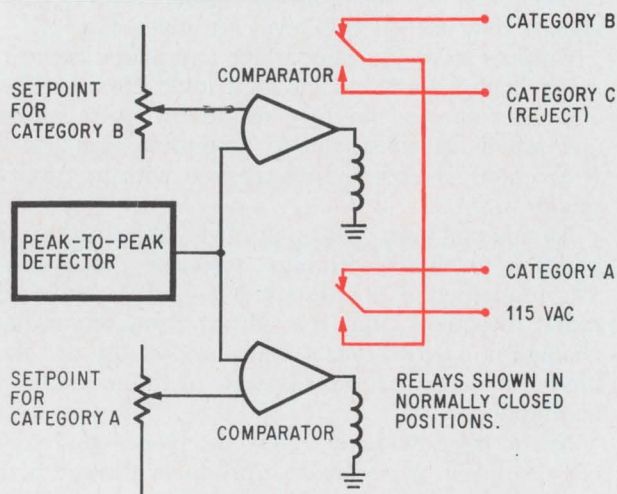 CATEGORY B
COMPARATOR
SETPOINT
FOR
CATEGORY B
CATEGORY C
(REJECT)
PEAK-TO-PEAK
DETECTOR
CATEGORY A
115 VAC
SETPOINT
FOR
CATEGORY A
COMPARATOR
RELAYS SHOWN IN
NORMALLY CLOSED
POSITIONS.